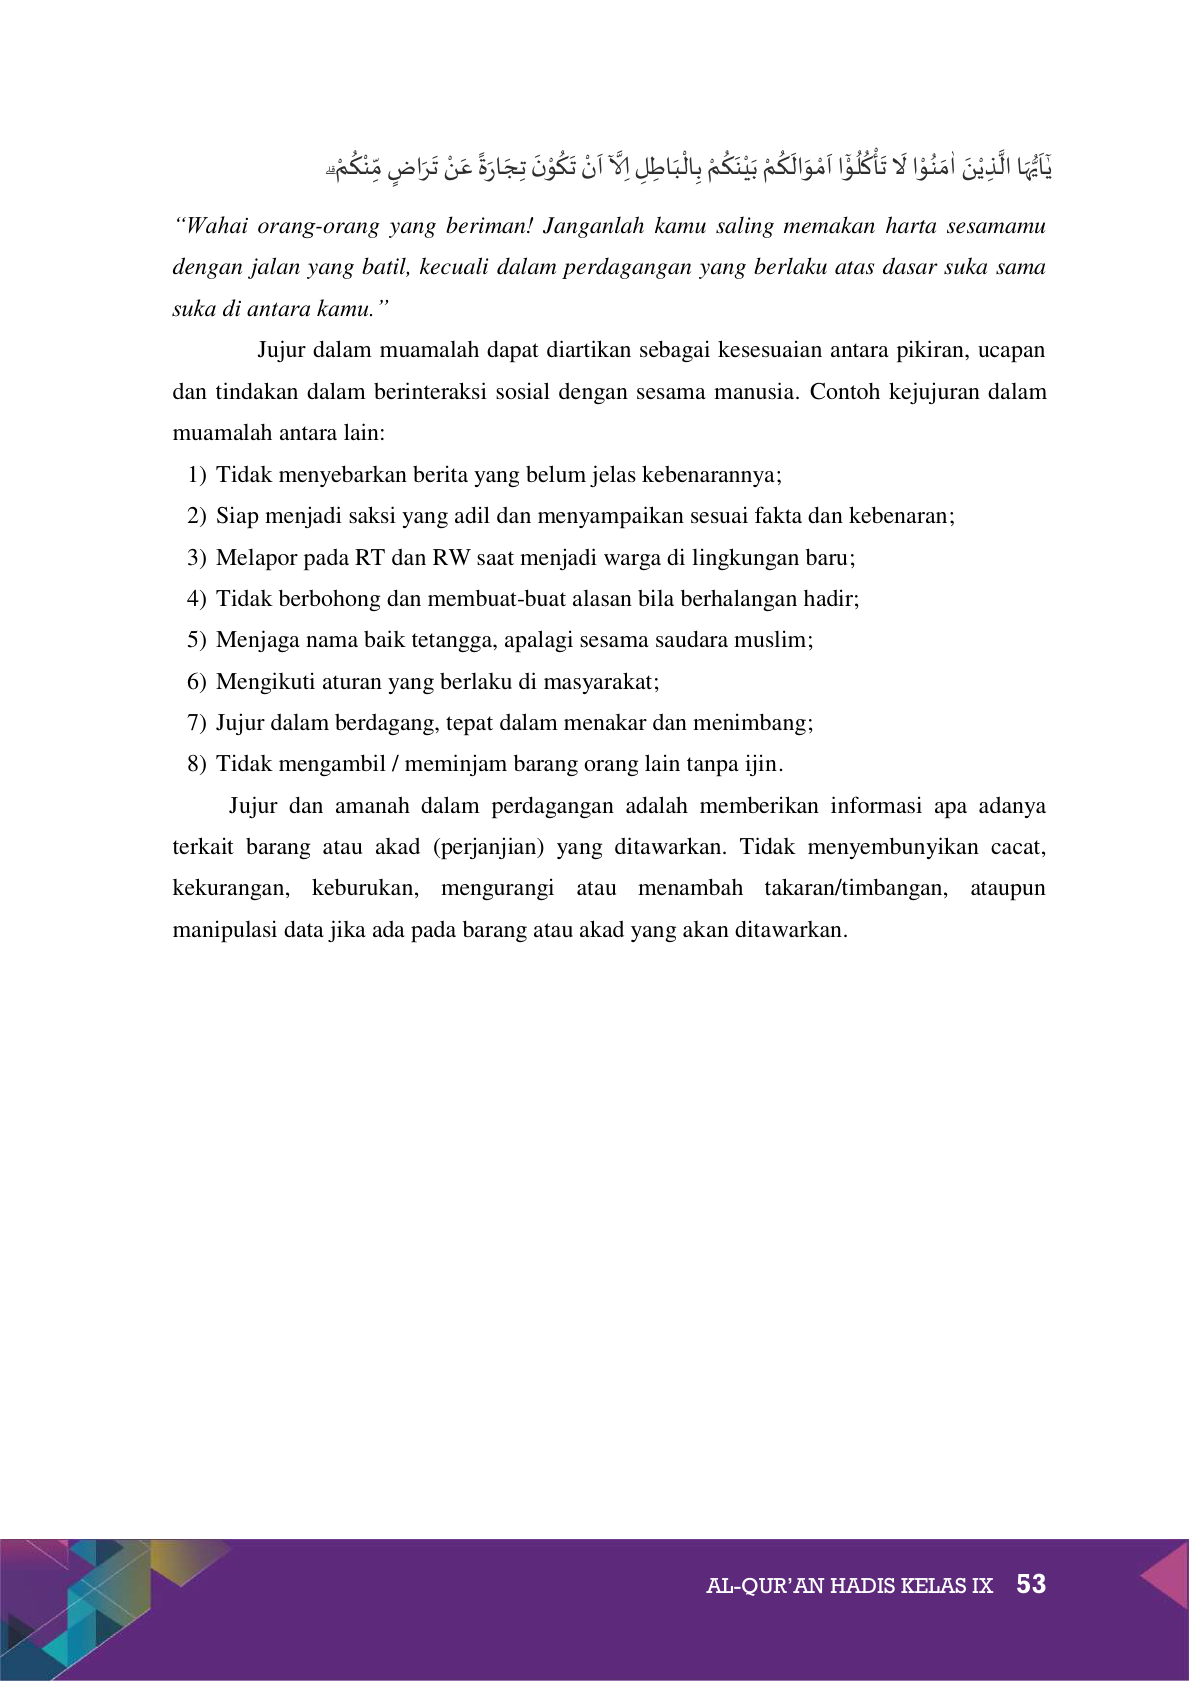 يٰٓاَيُّهَا الَّذِيْنَ اٰمَنُوْا لَا تَأْكُلُوْٓا اَمْوَالَكُمْ بَيْنَكُمْ بِالْبَاطِلِ اِلَّآ اَنْ تَكُوْنَ تِجَارَةً عَنْ تَرَاضٍ مِّنْكُمْ ۗ
“Wahai orang-orang yang beriman! Janganlah kamu saling memakan harta sesamamu
dengan jalan yang batil, kecuali dalam perdagangan yang berlaku atas dasar suka sama
suka di antara kamu.”
Jujur dalam muamalah dapat diartikan sebagai kesesuaian antara pikiran, ucapan
dan tindakan dalam berinteraksi sosial dengan sesama manusia. Contoh kejujuran dalam
muamalah antara lain:
1) Tidak menyebarkan berita yang belum jelas kebenarannya;
2) Siap menjadi saksi yang adil dan menyampaikan sesuai fakta dan kebenaran;
3) Melapor pada RT dan RW saat menjadi warga di lingkungan baru;
4) Tidak berbohong dan membuat-buat alasan bila berhalangan hadir;
5) Menjaga nama baik tetangga, apalagi sesama saudara muslim;
6) Mengikuti aturan yang berlaku di masyarakat;
7) Jujur dalam berdagang, tepat dalam menakar dan menimbang;
8) Tidak mengambil / meminjam barang orang lain tanpa ijin.
Jujur dan amanah dalam perdagangan adalah memberikan informasi apa adanya
terkait barang atau akad (perjanjian) yang ditawarkan. Tidak menyembunyikan cacat,
kekurangan, keburukan, mengurangi atau menambah takaran/timbangan, ataupun
manipulasi data jika ada pada barang atau akad yang akan ditawarkan.
AL-QUR’AN HADIS KELAS IX 53